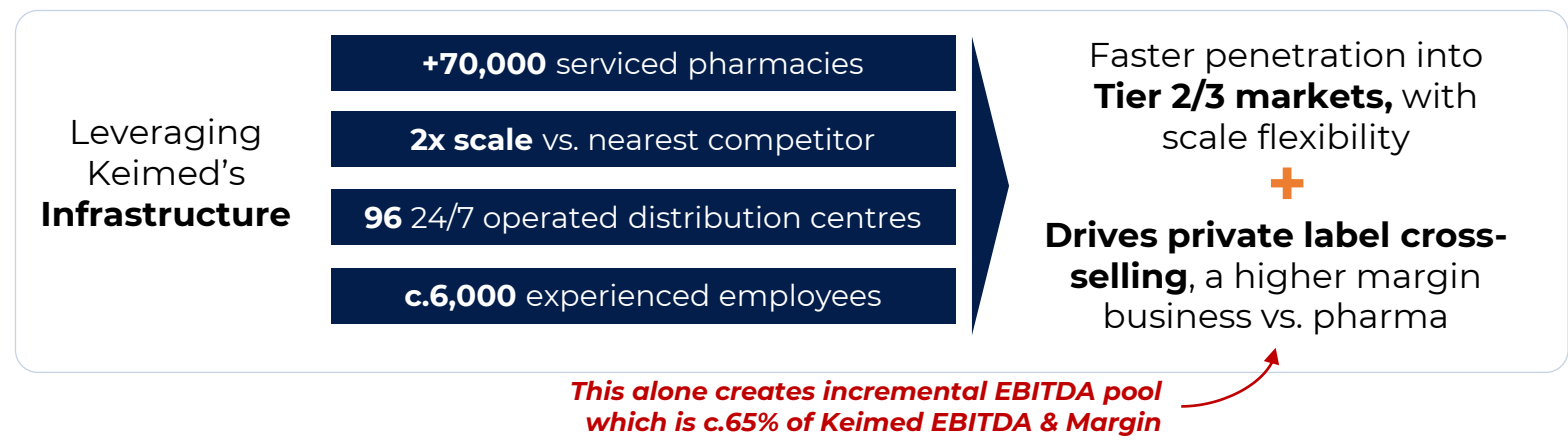 Leveraging
Keimed’s
Infrastructure
+70,000 serviced pharmacies
2x scale vs. nearest competitor
96 24/7 operated distribution centres
c.6,000 experienced employees
Faster penetration into
Tier 2/3 markets, with
scale flexibility
+
Drives private label cross-
selling, a higher margin
business vs. pharma
This alone creates incremental EBITDA pool
which is c.65% of Keimed EBITDA & Margin